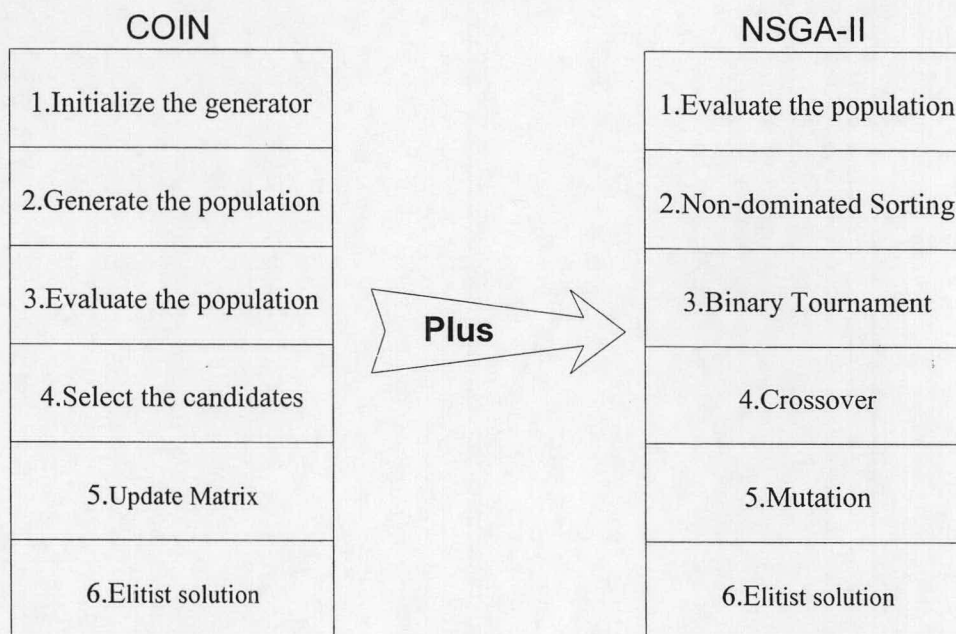 COIN
1.Initialize the generator
2.Generate the population
3.Evaluate the population
4.Select the candidates
5.Update Matrix
6.Elitist solution
Plus
NSGA-II
1.Evaluate the population
2.Non-dominated Sorting
3.Binary Tournament
4.Crossover
5.Mutation
6.Elitist solution